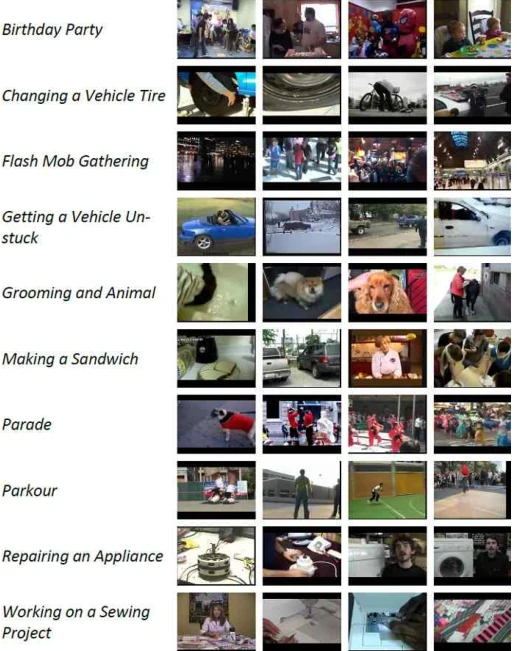 Birthday Party
Changing a Vehicle Tire
Flash Mob Gathering
Getting a Vehicle Un-
stuck
Grooming and Animal
Making a Sandwich
Parade
Parkour
Repairing an Appliance
Working on a Sewing
Project